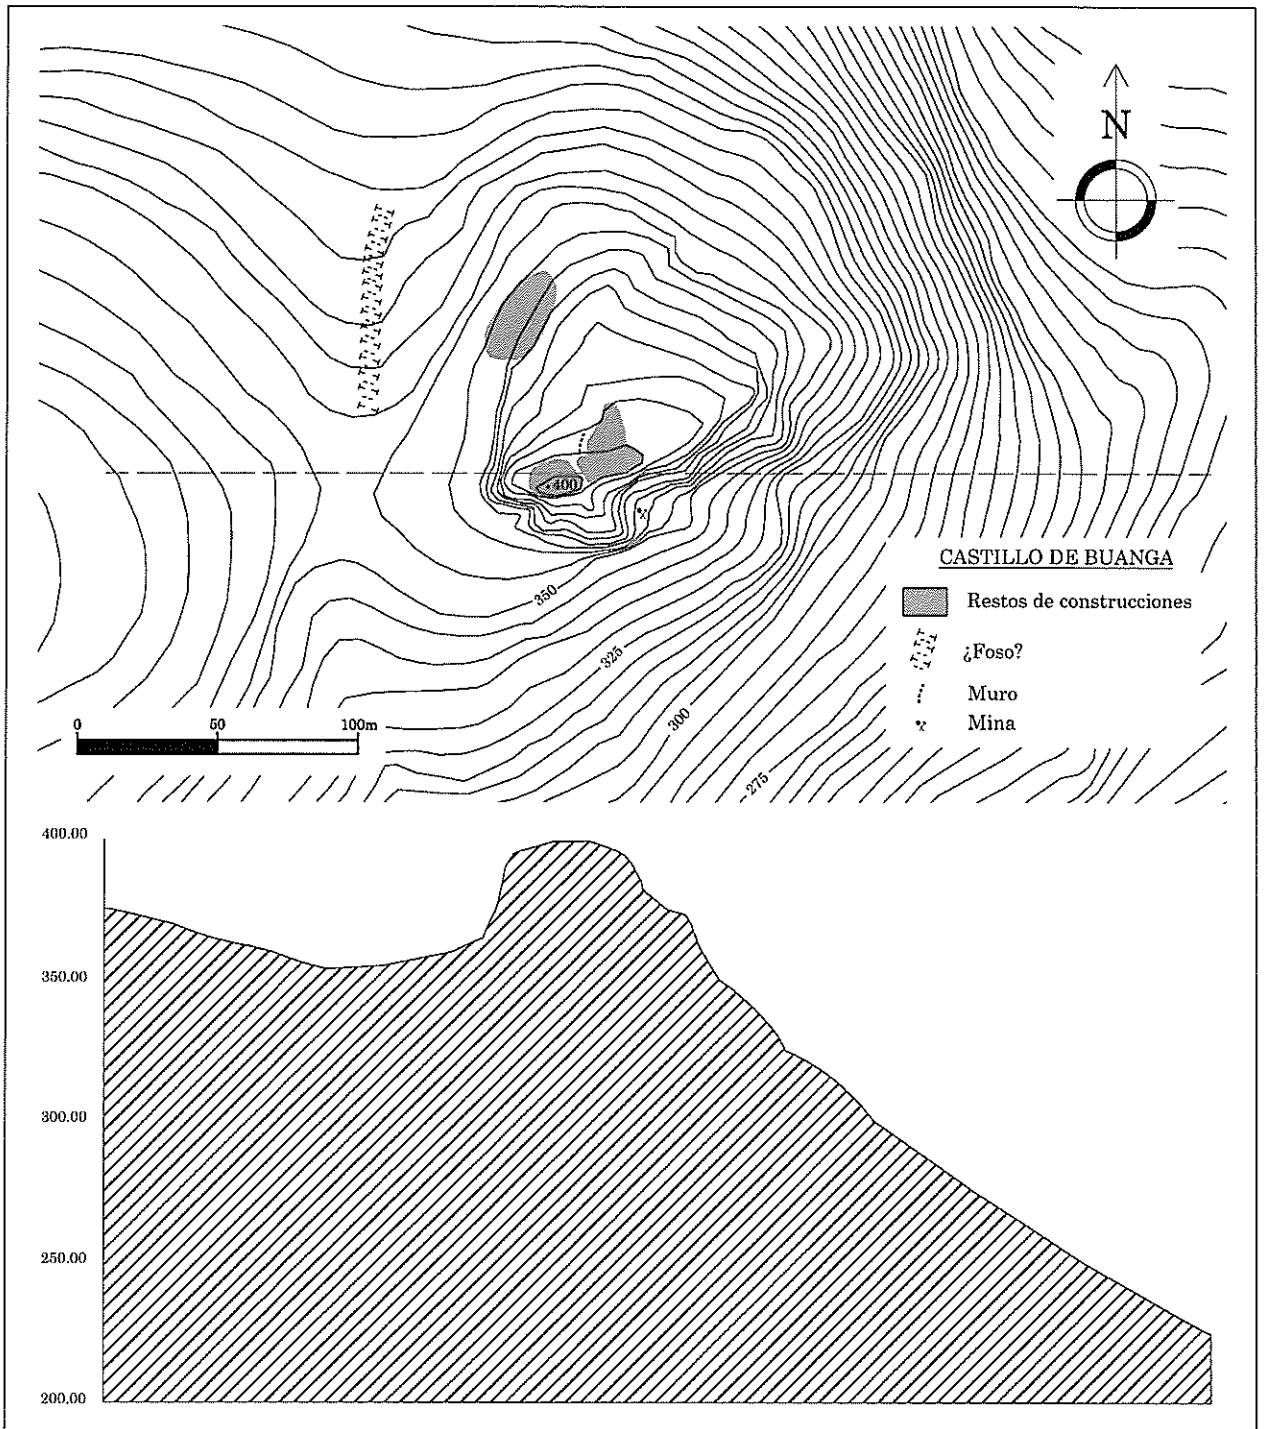 N
400
350
325
300
275
CASTILLO DE BUANGA
Restos de construcciones
¿Foso?
Muro
Mina
0 50 100m
400.00
350.00
300.00
250.00
200.00